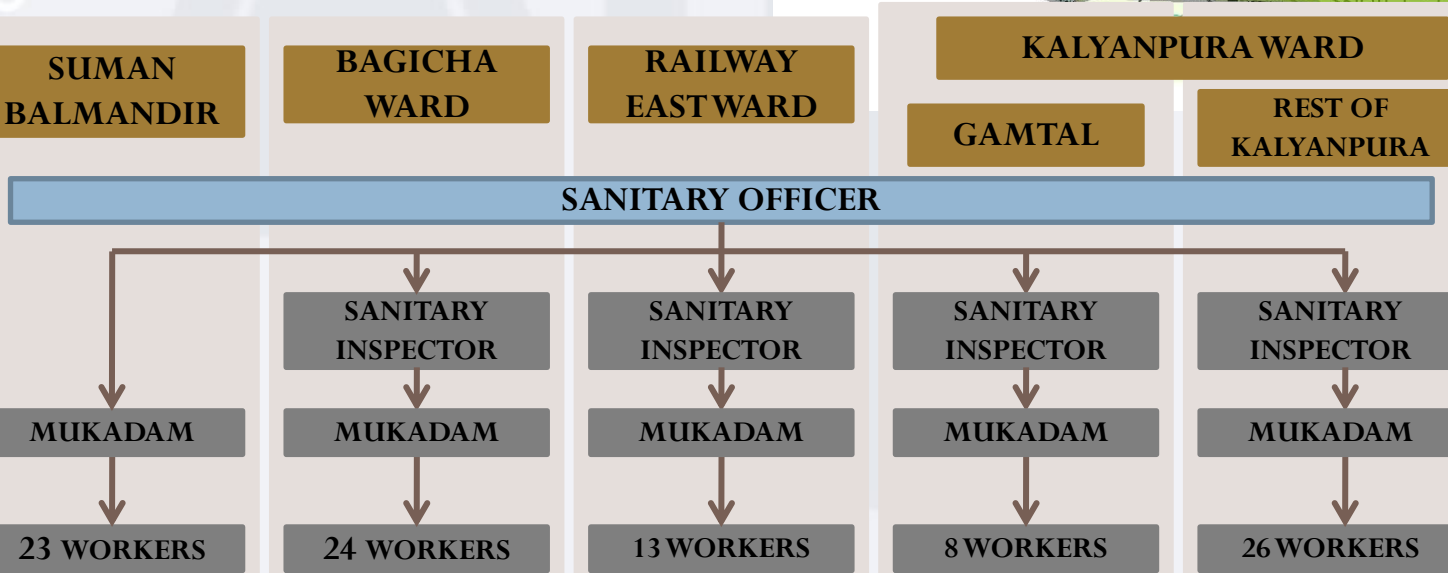 SUMAN
BALMANDIR
BAGICHA
WARD
RAILWAY
EAST WARD
KALYANPURA WARD
GAMTAL
REST OF
KALYANPURA
SANITARY OFFICER
SANITARY
INSPECTOR
SANITARY
INSPECTOR
SANITARY
INSPECTOR
SANITARY
INSPECTOR
MUKADAM
MUKADAM
MUKADAM
MUKADAM
MUKADAM
23 WORKERS
24 WORKERS
13 WORKERS
8 WORKERS
26 WORKERS